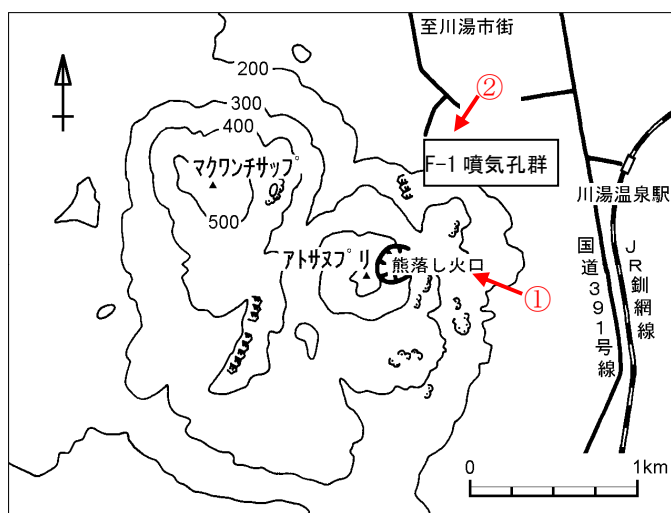 至川湯市街
200
300
400
②
マクワンチサップ
F-1 噴気孔群
500
川湯温泉駅
アトサヌプリ
熊落し火口
①
国道391号線
JR釧網線
0
1km